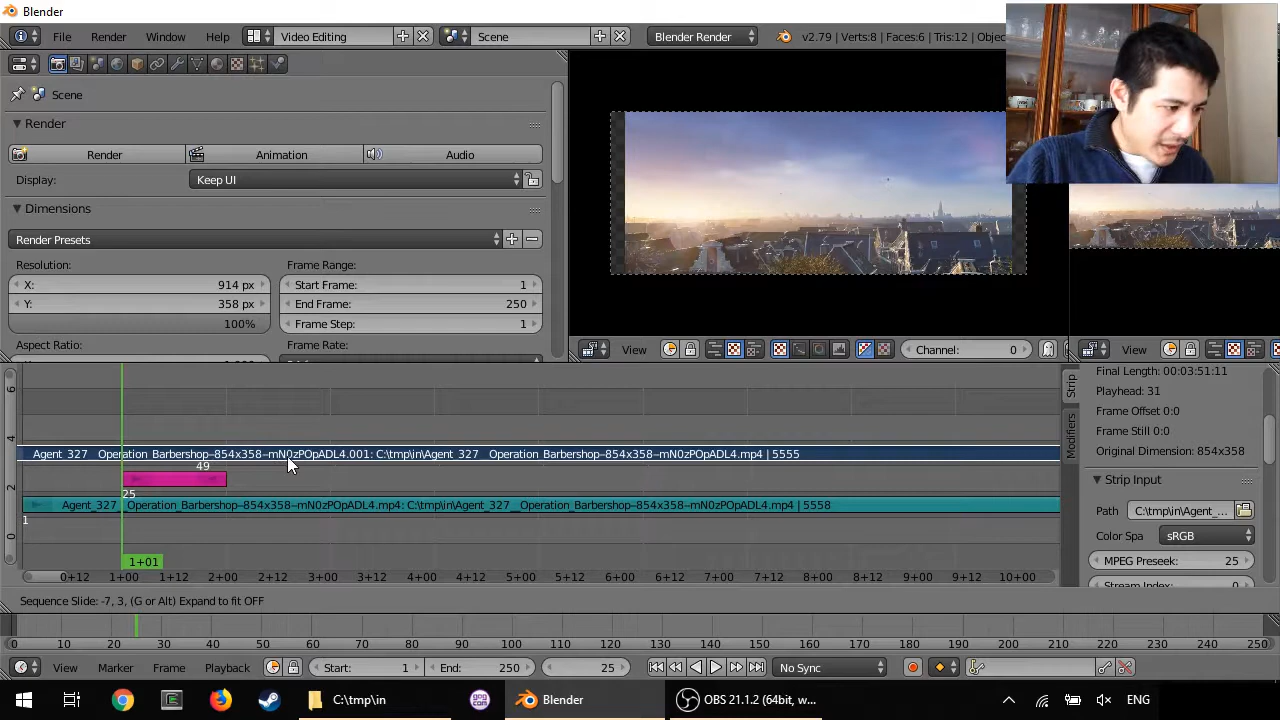 Blender
File Render Window Help Video Editing Scene Blender Render v2.79 | Verts:8 | Faces:6 | Tris:12 | Objec
Scene
Render
Render Animation Audio
Display: Keep UI
Dimensions
Render Presets
Resolution: Frame Range:
X: 914 px Start Frame: 1
Y: 358 px End Frame: 250
100% Frame Step: 1
Aspect Ratio: Frame Rate:
View Channel: 0 View
Final Length: 00:03:51:11
Playhead: 31
Frame Offset 0:0
Frame Still 0:0
Original Dimension: 854x358
Strip Input
Path C:\tmp\in\Agent_...
Color Spa sRGB
MPEG Preseek: 25
Stream Index: 0
Strip
Modifiers
6
4
2
0
Agent_327__Operation_Barbershop-854x358-mN0zPOpADL4.001: C:\tmp\in\Agent_327__Operation_Barbershop-854x358-mN0zPOpADL4.mp4 | 5555
49
25
Agent_327__Operation_Barbershop-854x358-mN0zPOpADL4.mp4: C:\tmp\in\Agent_327__Operation_Barbershop-854x358-mN0zPOpADL4.mp4 | 5558
1
1+01
0+12 1+00 1+12 2+00 2+12 3+00 3+12 4+00 4+12 5+00 5+12 6+00 6+12 7+00 7+12 8+00 8+12 9+00 9+12 10+00
Sequence Slide: -7, 3, (G or Alt) Expand to fit OFF
0 10 20 30 40 50 60 70 80 90 100 110 120 130 140 150 160 170 180 190 200 210 220 230 240 250
View Marker Frame Playback Start: 1 End: 250 25 No Sync
C:\tmp\in gog.com Blender OBS 21.1.2 (64bit, w... ENG